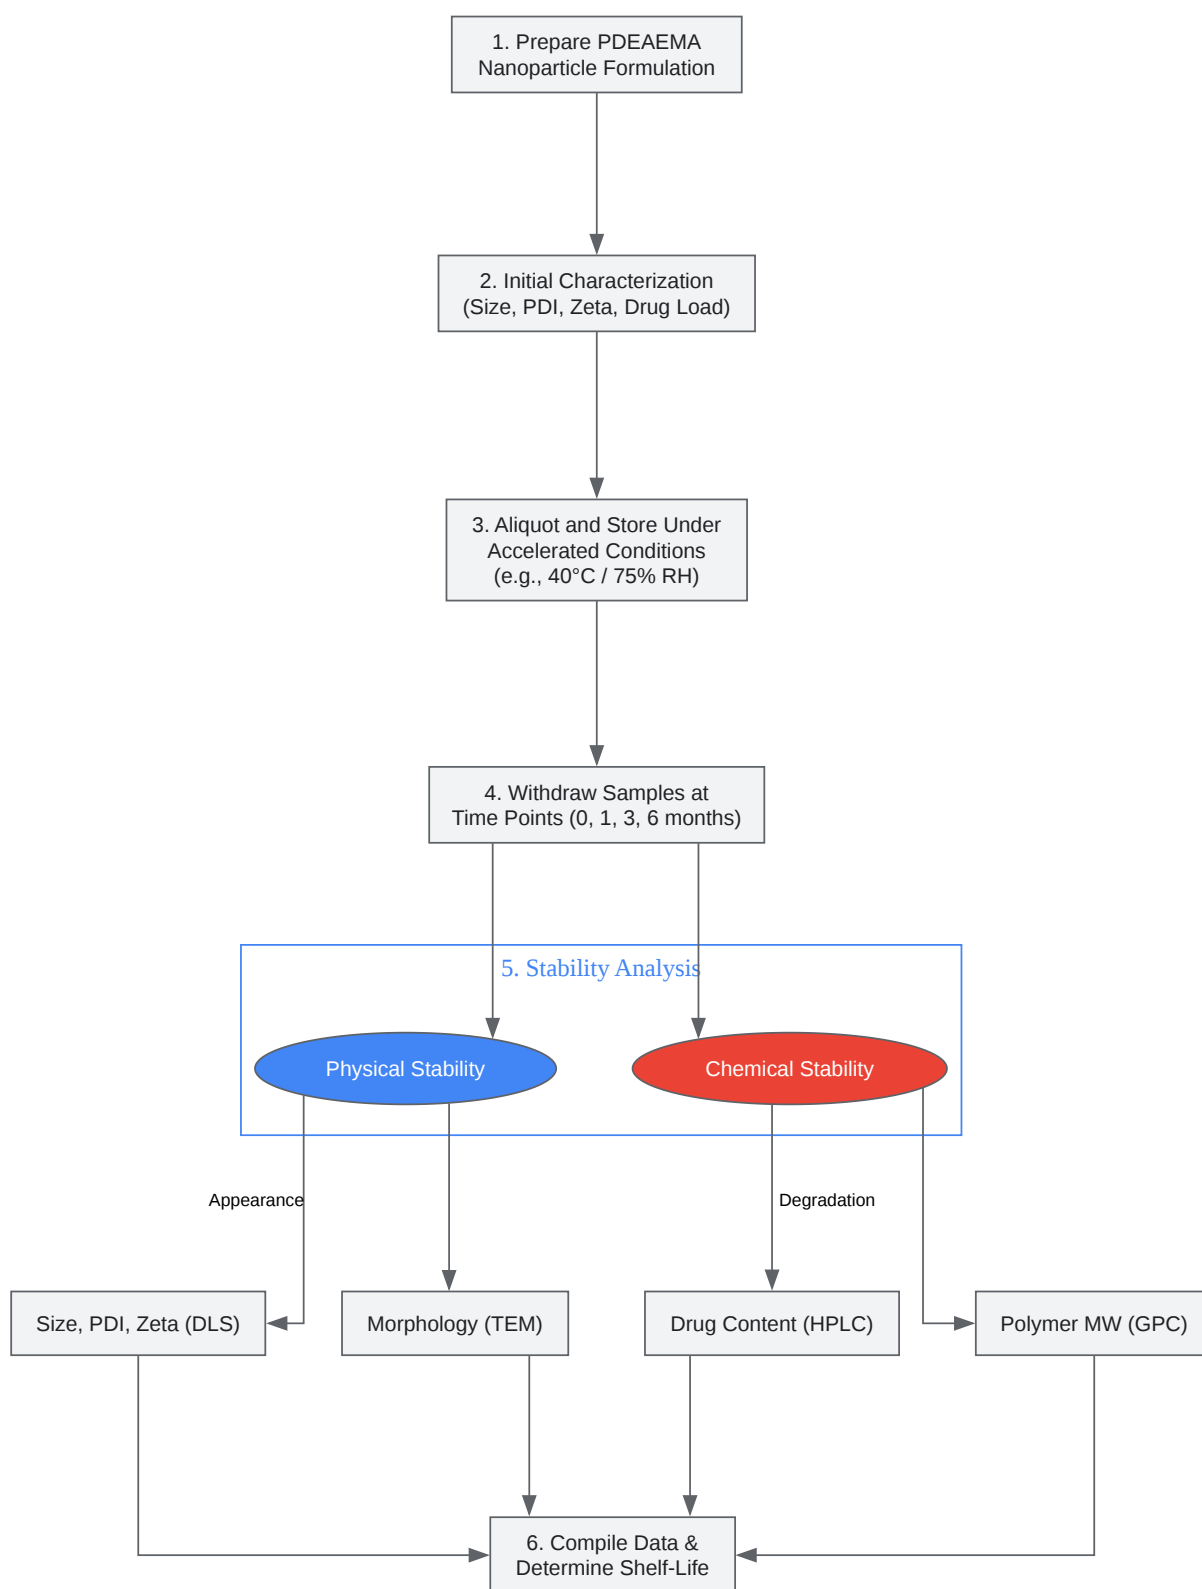 1. Prepare PDEAEMA
Nanoparticle Formulation
2. Initial Characterization
(Size, PDI, Zeta, Drug Load)
3. Aliquot and Store Under
Accelerated Conditions
(e.g., 40°C / 75% RH)
4. Withdraw Samples at
Time Points (0, 1, 3, 6 months)
5. Stability Analysis
Physical Stability
Chemical Stability
Appearance
Degradation
Size, PDI, Zeta (DLS)
Morphology (TEM)
Drug Content (HPLC)
Polymer MW (GPC)
6. Compile Data &
Determine Shelf-Life